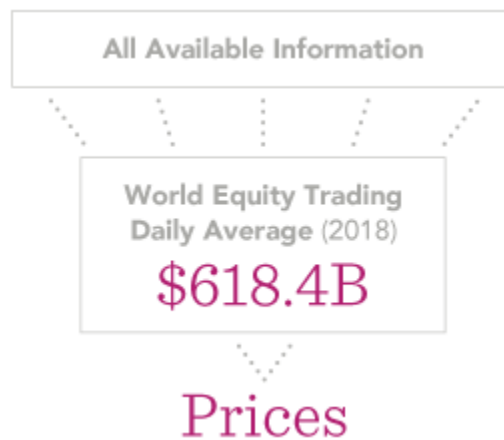 All Available Information
World Equity Trading
Daily Average (2018)
$618.4B
Prices